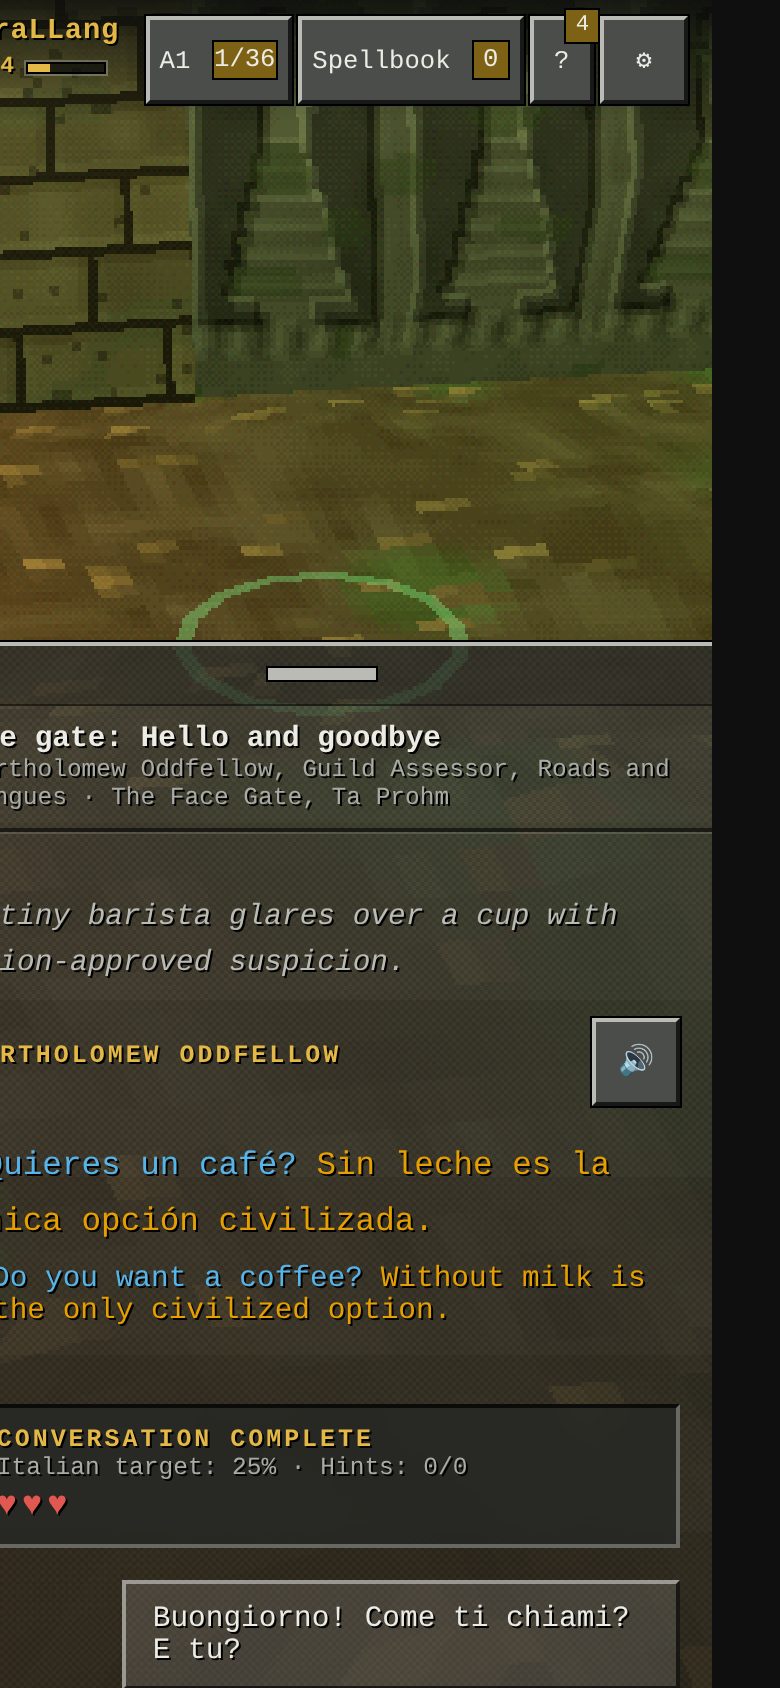 raLLang
4
A1 1/36
Spellbook 0
?
4
⚙
e gate: Hello and goodbye
rtholomew Oddfellow, Guild Assessor, Roads and
ngues · The Face Gate, Ta Prohm
tiny barista glares over a cup with
ion-approved suspicion.
RTHOLOMEW ODDFELLOW
Quieres un café? Sin leche es la
nica opción civilizada.
Do you want a coffee? Without milk is
the only civilized option.
CONVERSATION COMPLETE
Italian target: 25% · Hints: 0/0
♥♥♥
Buongiorno! Come ti chiami?
E tu?